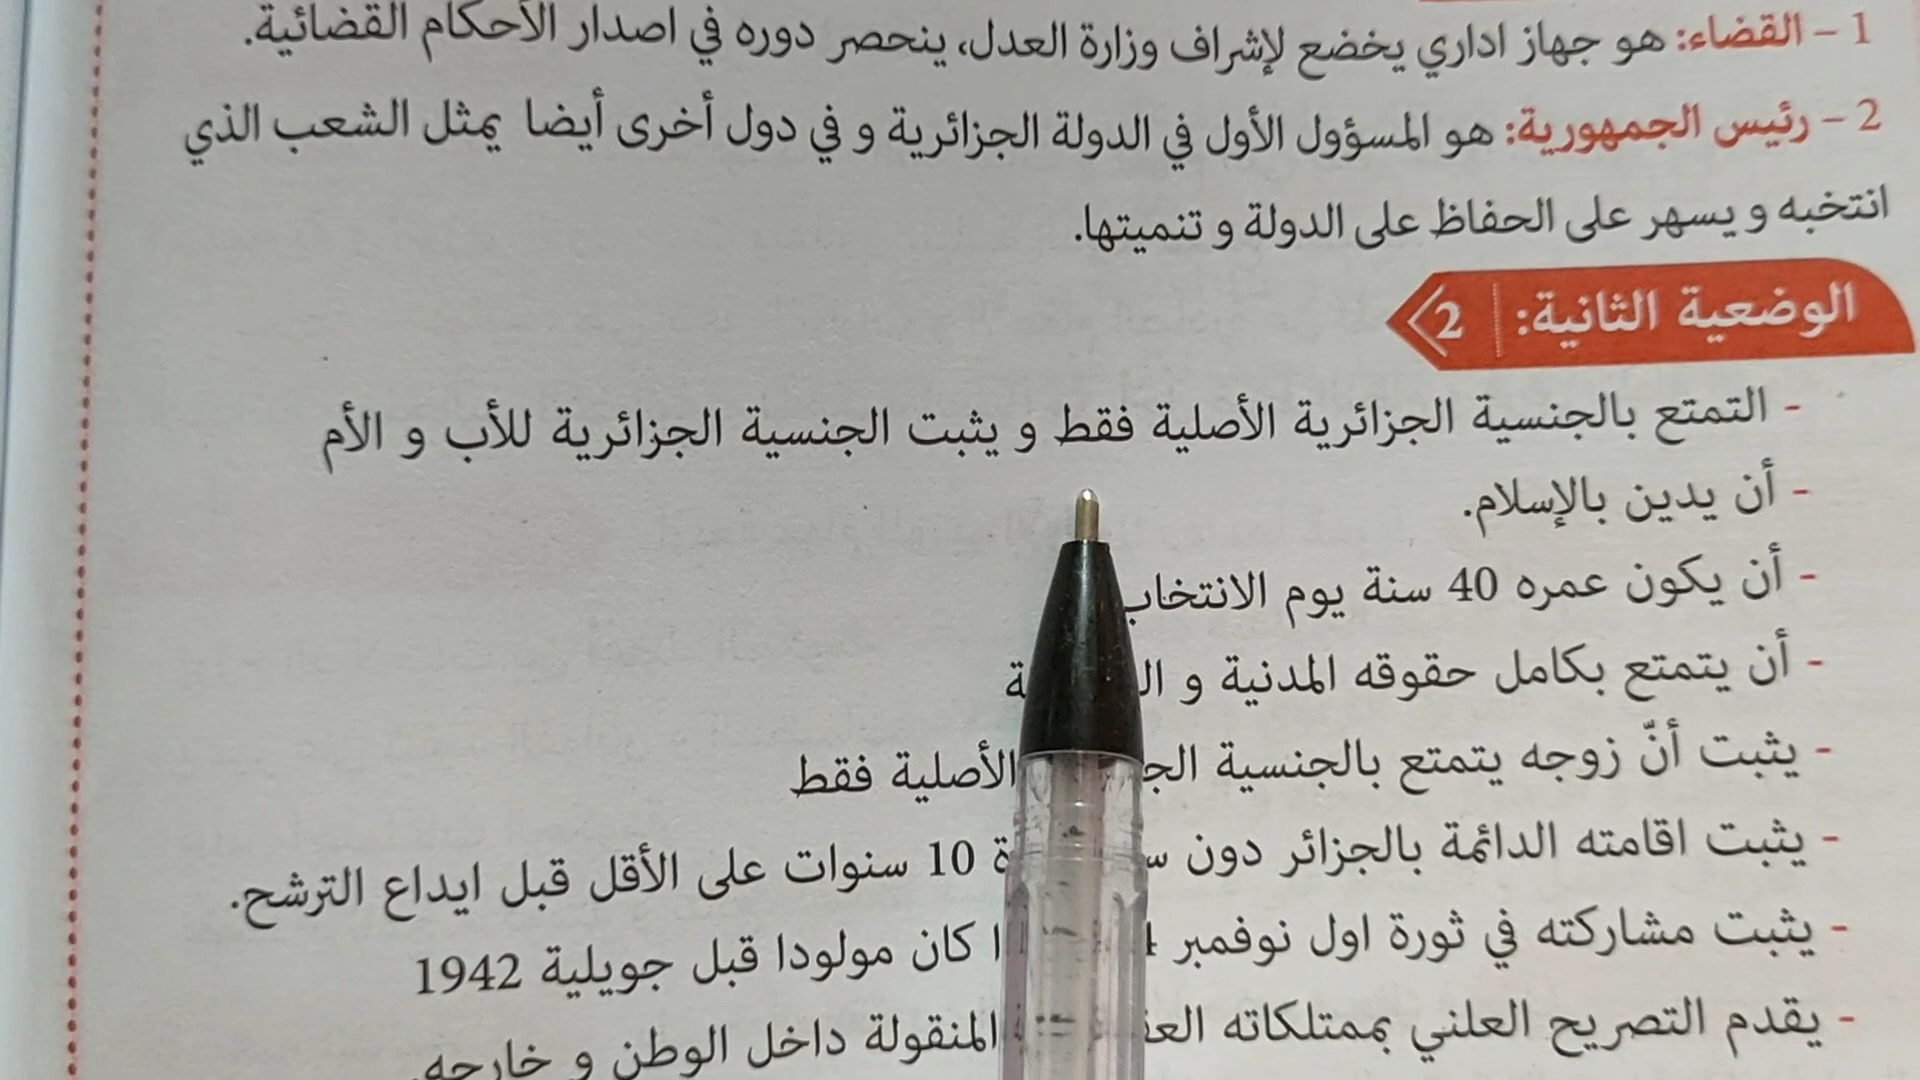 1 – القضاء: هو جهاز اداري يخضع لإشراف وزارة العدل، ينحصر دوره في اصدار الأحكام القضائية.
2 – رئيس الجمهورية: هو المسؤول الأول في الدولة الجزائرية و في دول أخرى أيضا يمثل الشعب الذي
انتخبه و يسهر على الحفاظ على الدولة و تنميتها.
الوضعية الثانية: 2
- التمتع بالجنسية الجزائرية الأصلية فقط و يثبت الجنسية الجزائرية للأب و الأم
- أن يدين بالإسلام.
- أن يكون عمره 40 سنة يوم الانتخاب
- أن يتمتع بكامل حقوقه المدنية و
- يثبت أنّ زوجه يتمتع بالجنسية الأصلية فقط
- يثبت اقامته الدائمة بالجزائر دون 10 سنوات على الأقل قبل ايداع الترشح.
- يثبت مشاركته في ثورة اول نوفمبر كان مولودا قبل جويلية 1942
- يقدم التصريح العلني بممتلكاته المنقولة داخل الوطن و خارجه.